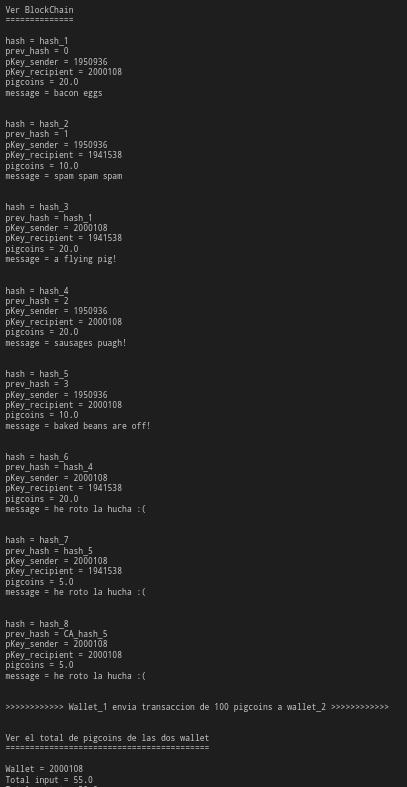 Ver BlockChain
==============
hash = hash_1
prev_hash = 0
pKey_sender = 1950936
pKey_recipient = 2000108
pigcoins = 20.0
message = bacon eggs
hash = hash_2
prev_hash = 1
pKey_sender = 1950936
pKey_recipient = 1941538
pigcoins = 10.0
message = spam spam spam
hash = hash_3
prev_hash = hash_1
pKey_sender = 2000108
pKey_recipient = 1941538
pigcoins = 20.0
message = a flying pig!
hash = hash_4
prev_hash = 2
pKey_sender = 1950936
pKey_recipient = 2000108
pigcoins = 20.0
message = sausages puagh!
hash = hash_5
prev_hash = 3
pKey_sender = 1950936
pKey_recipient = 2000108
pigcoins = 10.0
message = baked beans are off!
hash = hash_6
prev_hash = hash_4
pKey_sender = 2000108
pKey_recipient = 1941538
pigcoins = 20.0
message = he roto la hucha :(
hash = hash_7
prev_hash = hash_5
pKey_sender = 2000108
pKey_recipient = 1941538
pigcoins = 5.0
message = he roto la hucha :(
hash = hash_8
prev_hash = CA_hash_5
pKey_sender = 2000108
pKey_recipient = 2000108
pigcoins = 5.0
message = he roto la hucha :(
>>>>>>>>>>>> Wallet_1 envia transaccion de 100 pigcoins a wallet_2 >>>>>>>>>>>>
Ver el total de pigcoins de las dos wallet
==========================================
Wallet = 2000108
Total input = 55.0